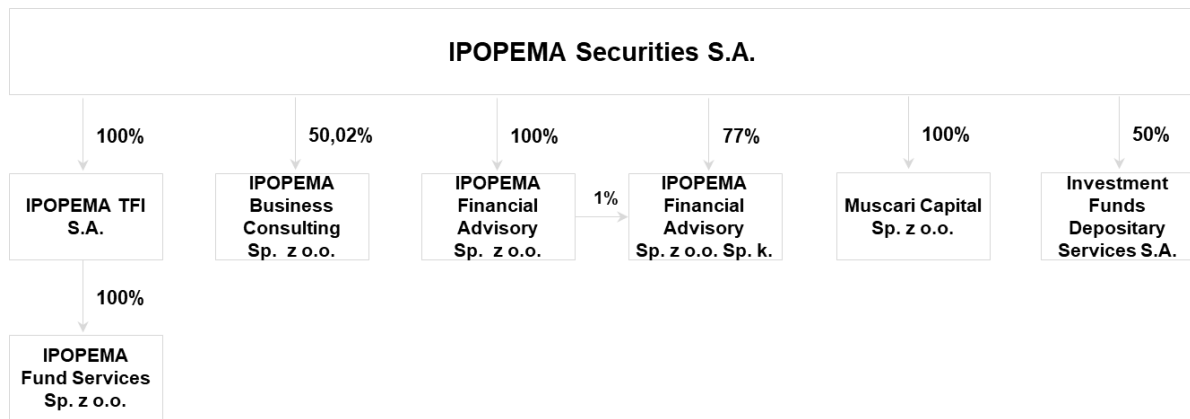 IPOPEMA Securities S.A.
100%
50,02%
100%
77%
100%
50%
IPOPEMA TFI
S.A.
IPOPEMA
Business
Consulting
Sp. z o.o.
IPOPEMA
Financial
Advisory
Sp. z o.o.
1%
IPOPEMA
Financial
Advisory
Sp. z o.o. Sp. k.
Muscari Capital
Sp. z o.o.
Investment
Funds
Depositary
Services S.A.
100%
IPOPEMA
Fund Services
Sp. z o.o.